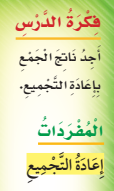 فِكْرَةُ الدَّرْسِ
أَجِدُ نَاتِجَ الْجَمْعِ
بِإِعَادَةِ التَّجْمِيعِ.
الْمُفْرَدَاتُ
إِعَادَةُ التَّجْمِيعِ